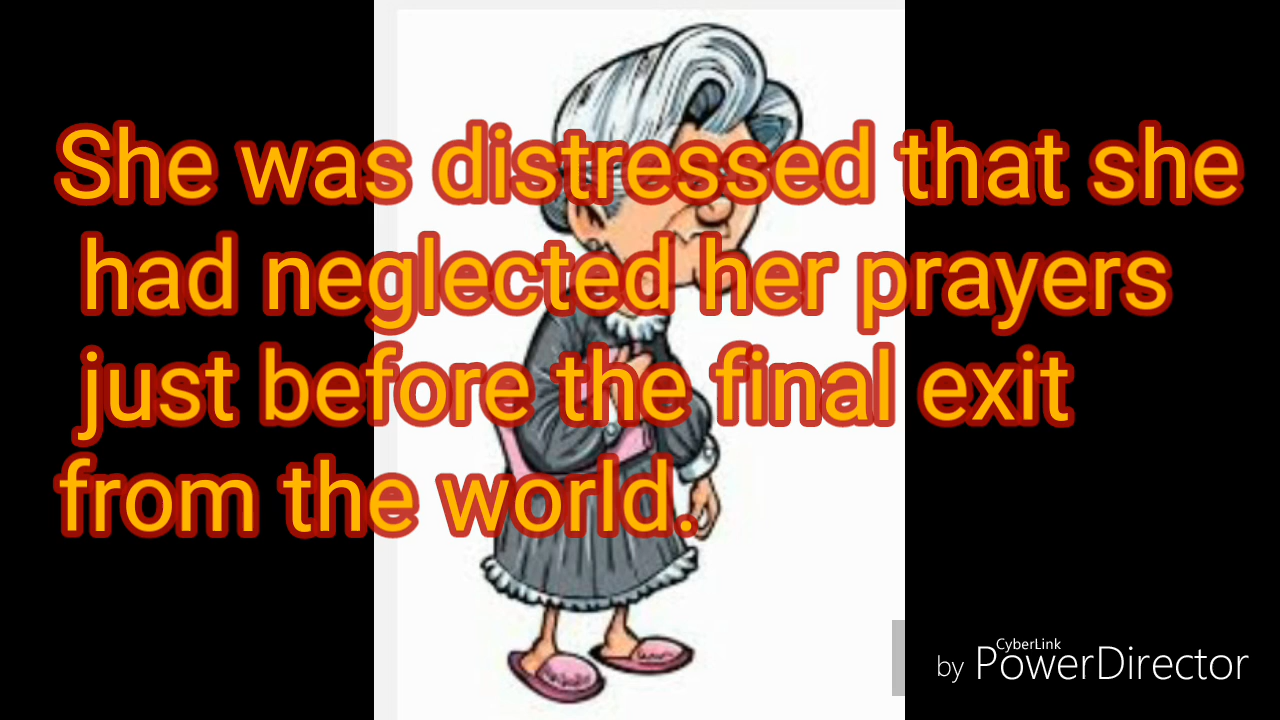 She was distressed that she
had neglected her prayers
just before the final exit
from the world.
CyberLink
by PowerDirector